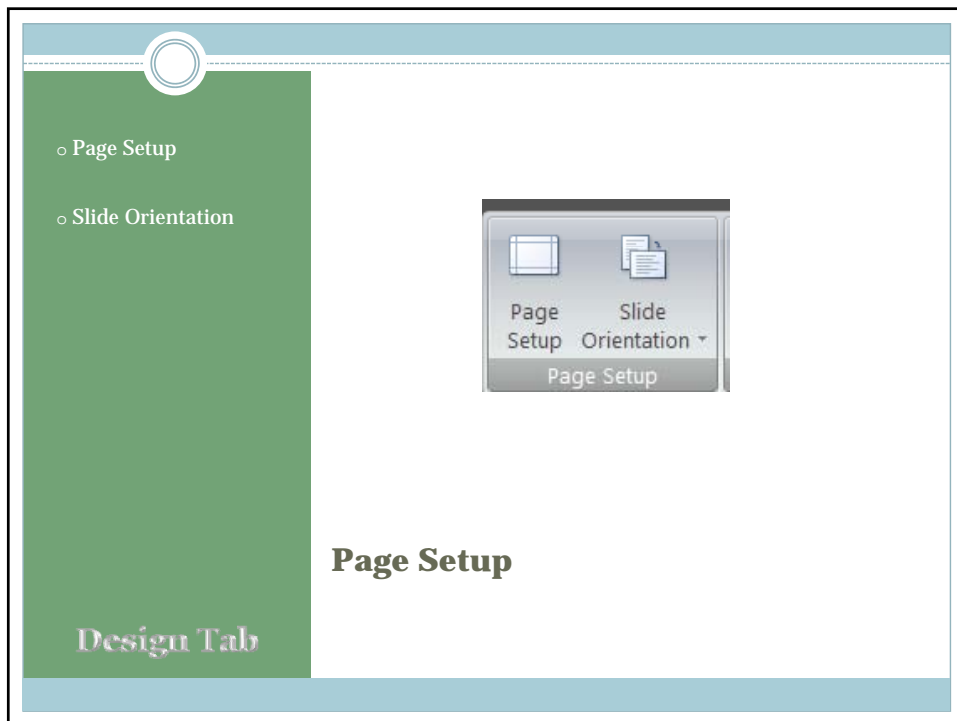 o Page Setup
o Slide Orientation
Page Slide
Setup Orientation
Page Setup
Page Setup
Design Tab